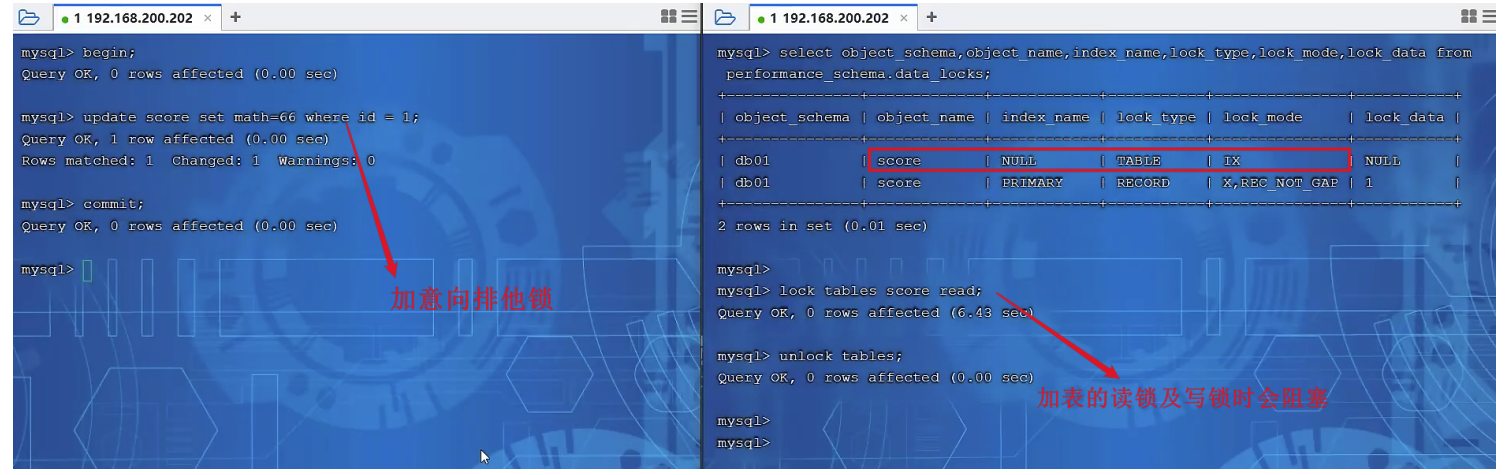 1 192.168.200.202 × +
mysql> begin;
Query OK, 0 rows affected (0.00 sec)
mysql> update score set math=66 where id = 1;
Query OK, 1 row affected (0.00 sec)
Rows matched: 1  Changed: 1  Warnings: 0
mysql> commit;
Query OK, 0 rows affected (0.00 sec)
mysql>
加意向排他锁
1 192.168.200.202 × +
mysql> select object_schema,object_name,index_name,lock_type,lock_mode,lock_data from
performance_schema.data_locks;
+---------------+-------------+------------+-----------+---------------+-----------+
| object_schema | object_name | index_name | lock_type | lock_mode     | lock_data |
+---------------+-------------+------------+-----------+---------------+-----------+
| db01          | score       | NULL       | TABLE     | IX            | NULL      |
| db01          | score       | PRIMARY    | RECORD    | X,REC_NOT_GAP | 1         |
+---------------+-------------+------------+-----------+---------------+-----------+
2 rows in set (0.01 sec)
mysql>
mysql> lock tables score read;
Query OK, 0 rows affected (6.43 sec)
mysql> unlock tables;
Query OK, 0 rows affected (0.00 sec)
加表的读锁及写锁时会阻塞
mysql>
mysql>